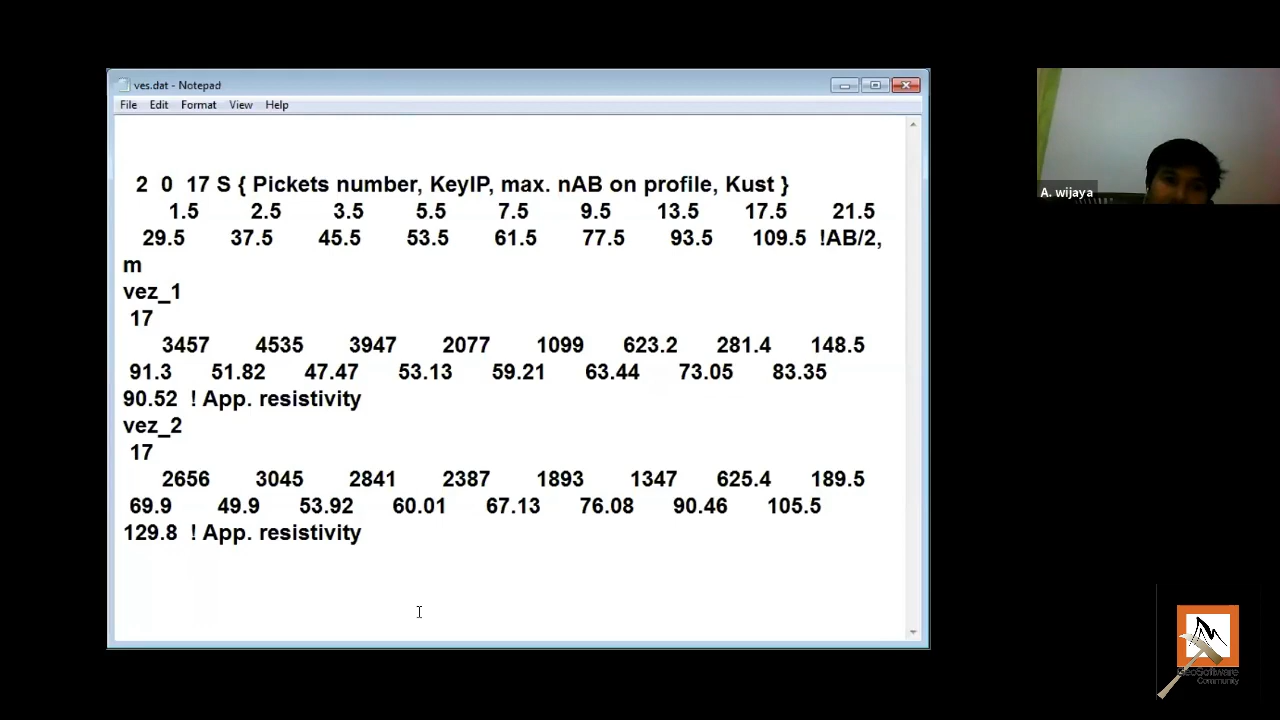 ves.dat - Notepad
File Edit Format View Help
2 0 17 S { Pickets number, KeyIP, max. nAB on profile, Kust }
1.5 2.5 3.5 5.5 7.5 9.5 13.5 17.5 21.5
29.5 37.5 45.5 53.5 61.5 77.5 93.5 109.5 !AB/2,
m
vez_1
17
3457 4535 3947 2077 1099 623.2 281.4 148.5
91.3 51.82 47.47 53.13 59.21 63.44 73.05 83.35
90.52 ! App. resistivity
vez_2
17
2656 3045 2841 2387 1893 1347 625.4 189.5
69.9 49.9 53.92 60.01 67.13 76.08 90.46 105.5
129.8 ! App. resistivity
A. wijaya
GeoSoftware
Community